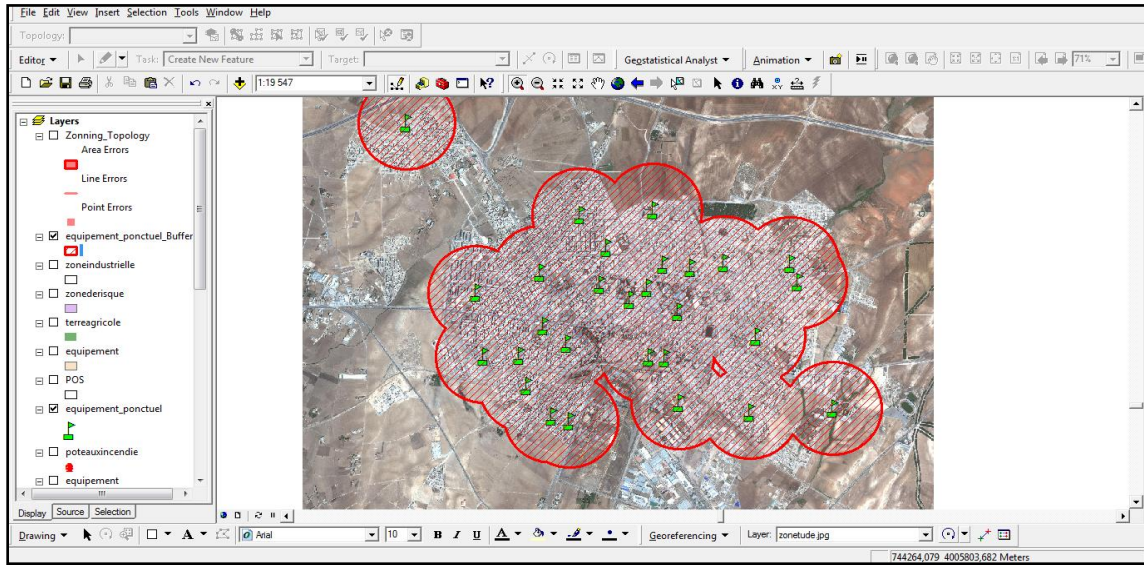 File Edit View Insert Selection Tools Window Help
Topology:
Editor Task: Create New Feature Target: Geostatistical Analyst Animation 71%
1:19 547
Layers
Zonning_Topology
Area Errors
Line Errors
Point Errors
equipement_ponctuel_Buffer
zoneindustrielle
zonederisque
terreagricole
equipement
POS
equipement_ponctuel
poteauxincendie
equipement
Display Source Selection
Drawing A Arial 10 B I U A Georeferencing Layer: zonetude.jpg
744264,079 4005803,682 Meters